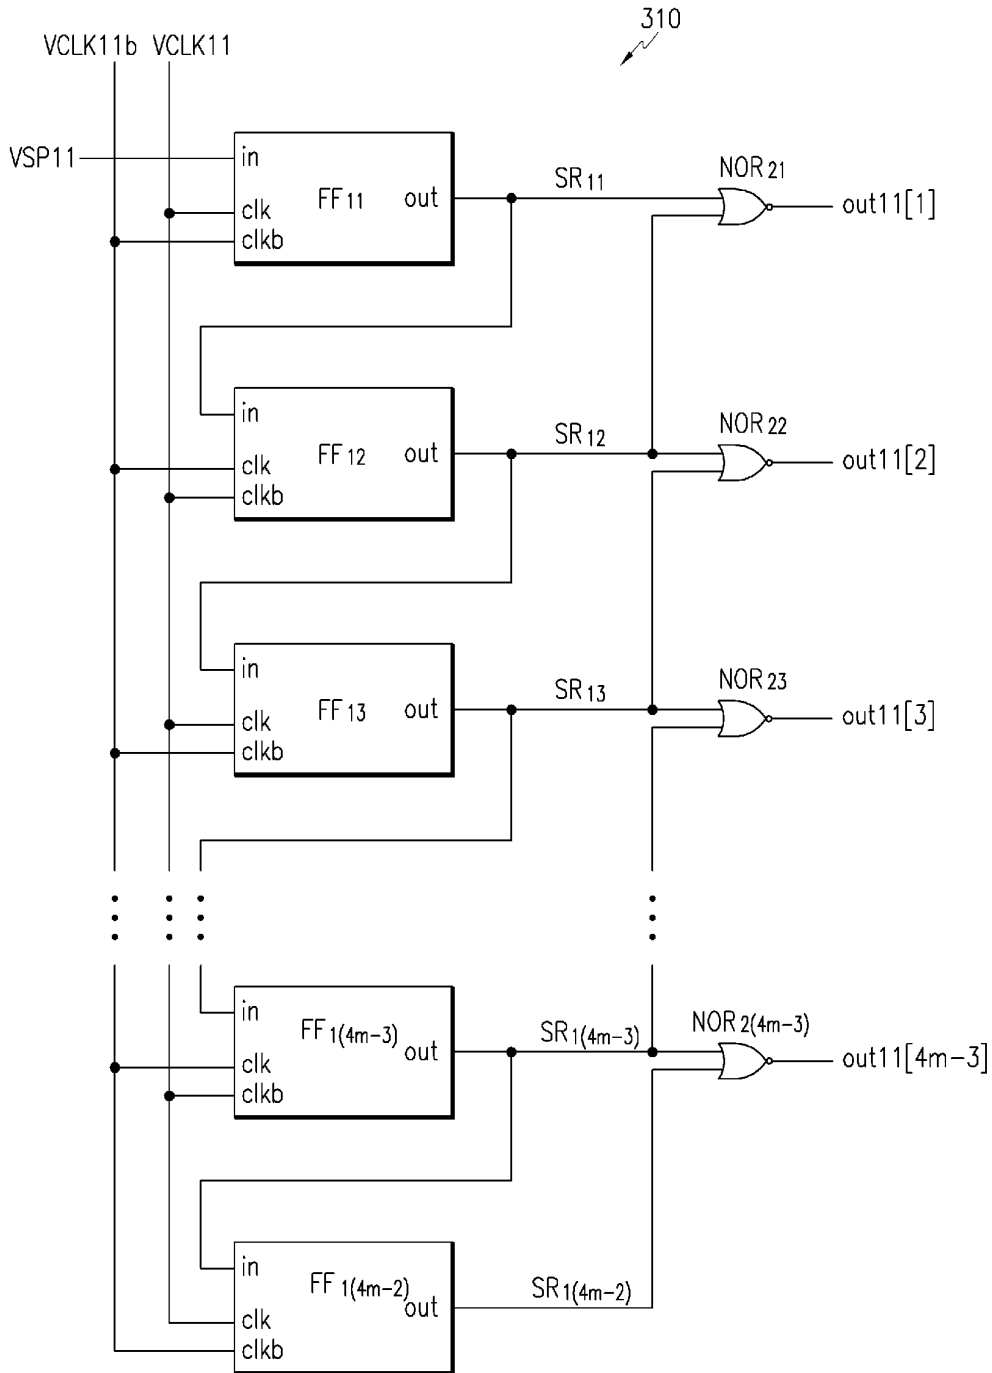 310
VCLK11b VCLK11
VSP11
in
FF11
out
clk
clkb
SR11
NOR21
out11[1]
in
FF12
out
clk
clkb
SR12
NOR22
out11[2]
in
FF13
out
clk
clkb
SR13
NOR23
out11[3]
in
FF1(4m-3)
out
clk
clkb
SR1(4m-3)
NOR2(4m-3)
out11[4m-3]
in
FF1(4m-2)
out
clk
clkb
SR1(4m-2)